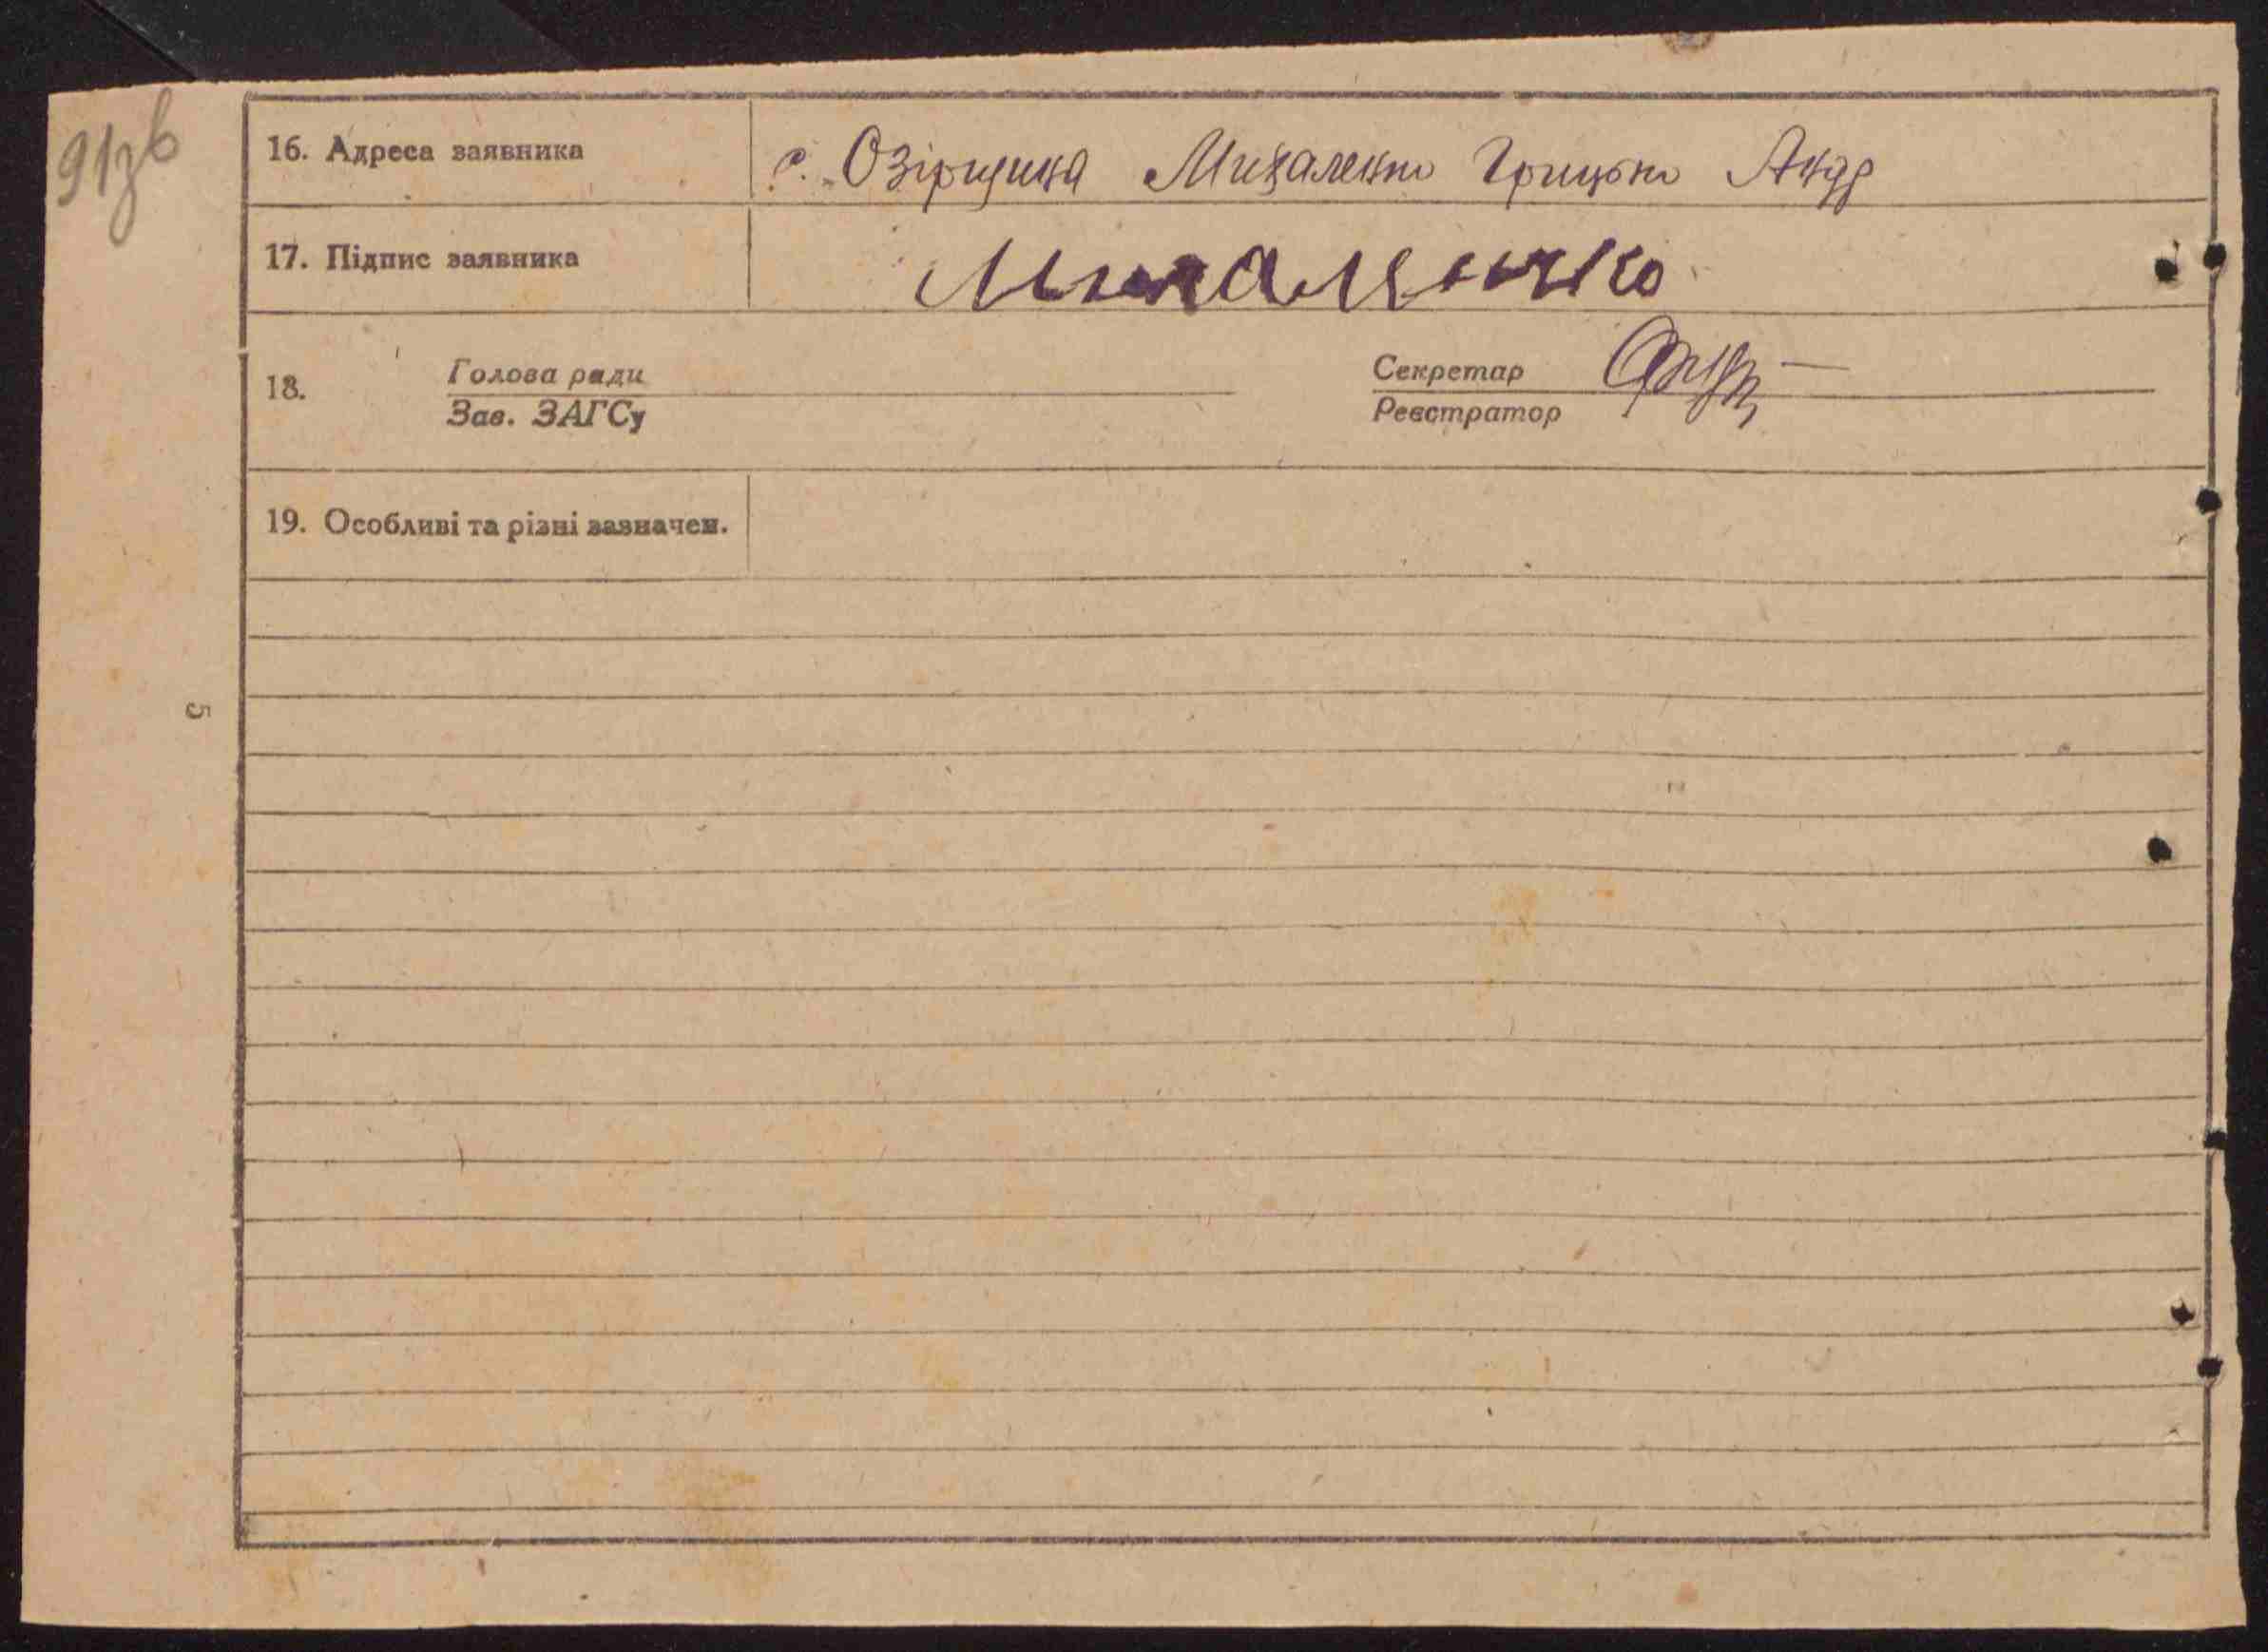 91зв
16. Адреса заявника с. Озірщина Михаленко Грицько Андр
17. Підпис заявника Михаленко
18. Голова ради Секретар
Зав. ЗАГСу Реєстратор
19. Особливі та різні зазначен.
5